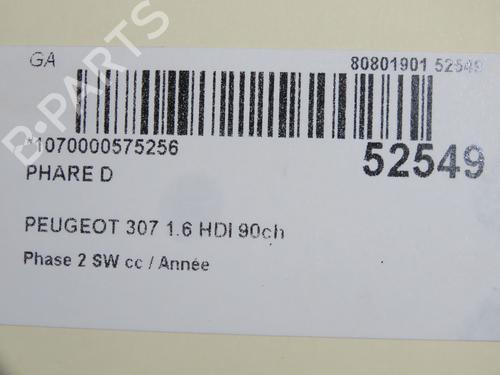 GA 80801901 52549
*1070000575256 52549
PHARE D
PEUGEOT 307 1.6 HDI 90ch
Phase 2 SW cc / Année
B-PARTS